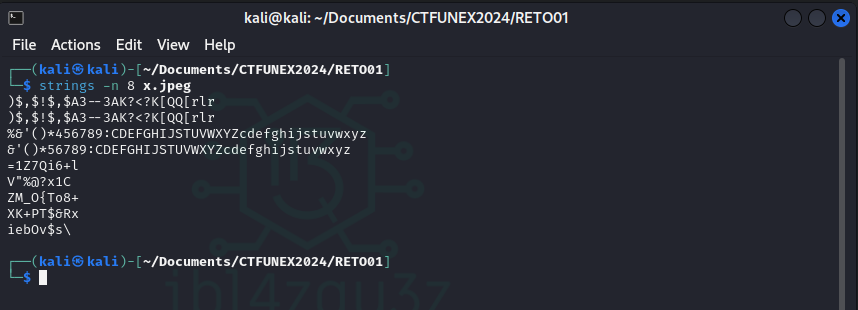 kali@kali: ~/Documents/CTFUNEX2024/RETO01
File Actions Edit View Help
┌──(kali㉿kali)-[~/Documents/CTFUNEX2024/RETO01]
└─$ strings -n 8 x.jpeg
)$,$!$,$A3--3AK?<?K[QQ[rlr
)$,$!$,$A3--3AK?<?K[QQ[rlr
%&'()*456789:CDEFGHIJSTUVWXYZcdefghijstuvwxyz
&'()*56789:CDEFGHIJSTUVWXYZcdefghijstuvwxyz
=1Z7Qi6+l
V"%@?x1C
ZM_O{To8+
XK+PT$&Rx
iebOv$s\
┌──(kali㉿kali)-[~/Documents/CTFUNEX2024/RETO01]
└─$